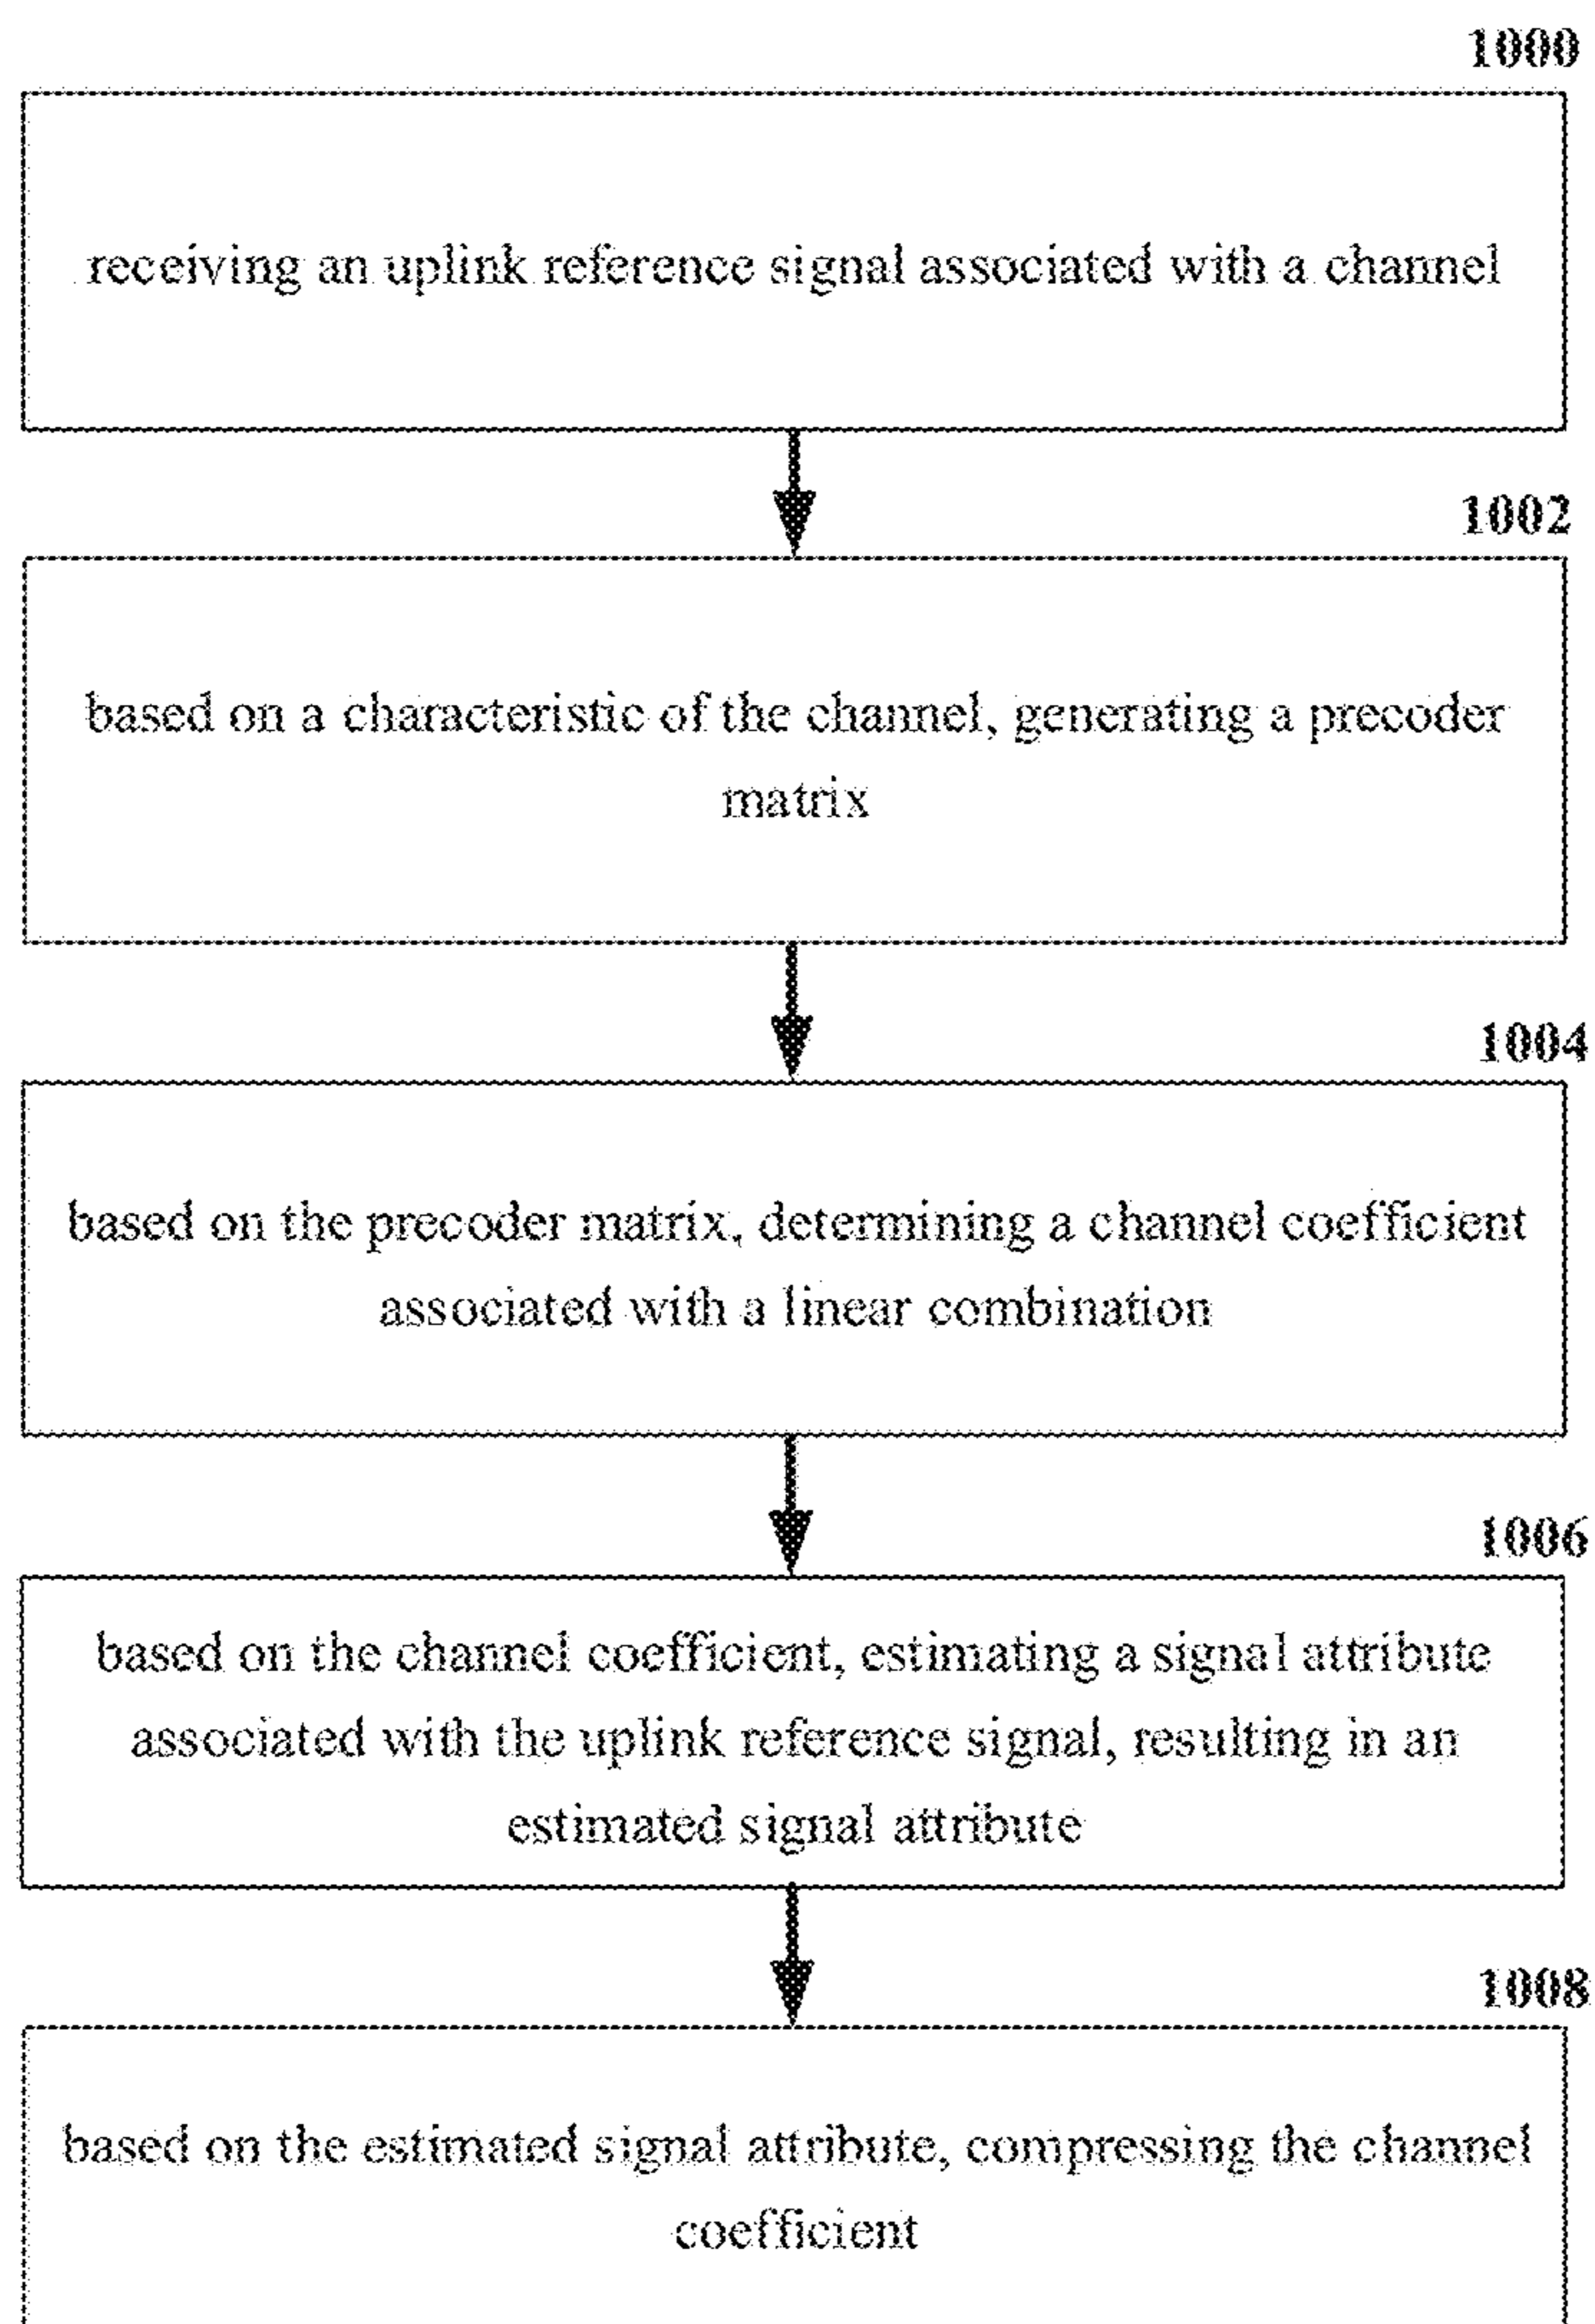 1000
receiving an uplink reference signal associated with a channel
1002
based on a characteristic of the channel, generating a precoder
matrix
1004
based on the precoder matrix, determining a channel coefficient
associated with a linear combination
1006
based on the channel coefficient, estimating a signal attribute
associated with the uplink reference signal, resulting in an
estimated signal attribute
1008
based on the estimated signal attribute, compressing the channel
coefficient